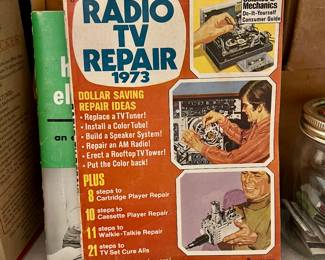 RADIO
TV
REPAIR
1973
Mechanics
Do-it-Yourself
Consumer Guide
DOLLAR SAVING
REPAIR IDEAS
• Replace a TV Tuner!
• Install a Color Tube!
• Build a Speaker System!
• Repair an AM Radio!
• Erect a Rooftop TV Tower!
• Put the Color back!
PLUS
8 steps to
Cartridge Player Repair
10 steps to
Cassette Player Repair
11 steps to
Walkie-Talkie Repair
21 steps to
TV Set Cure Alls
h
el
an